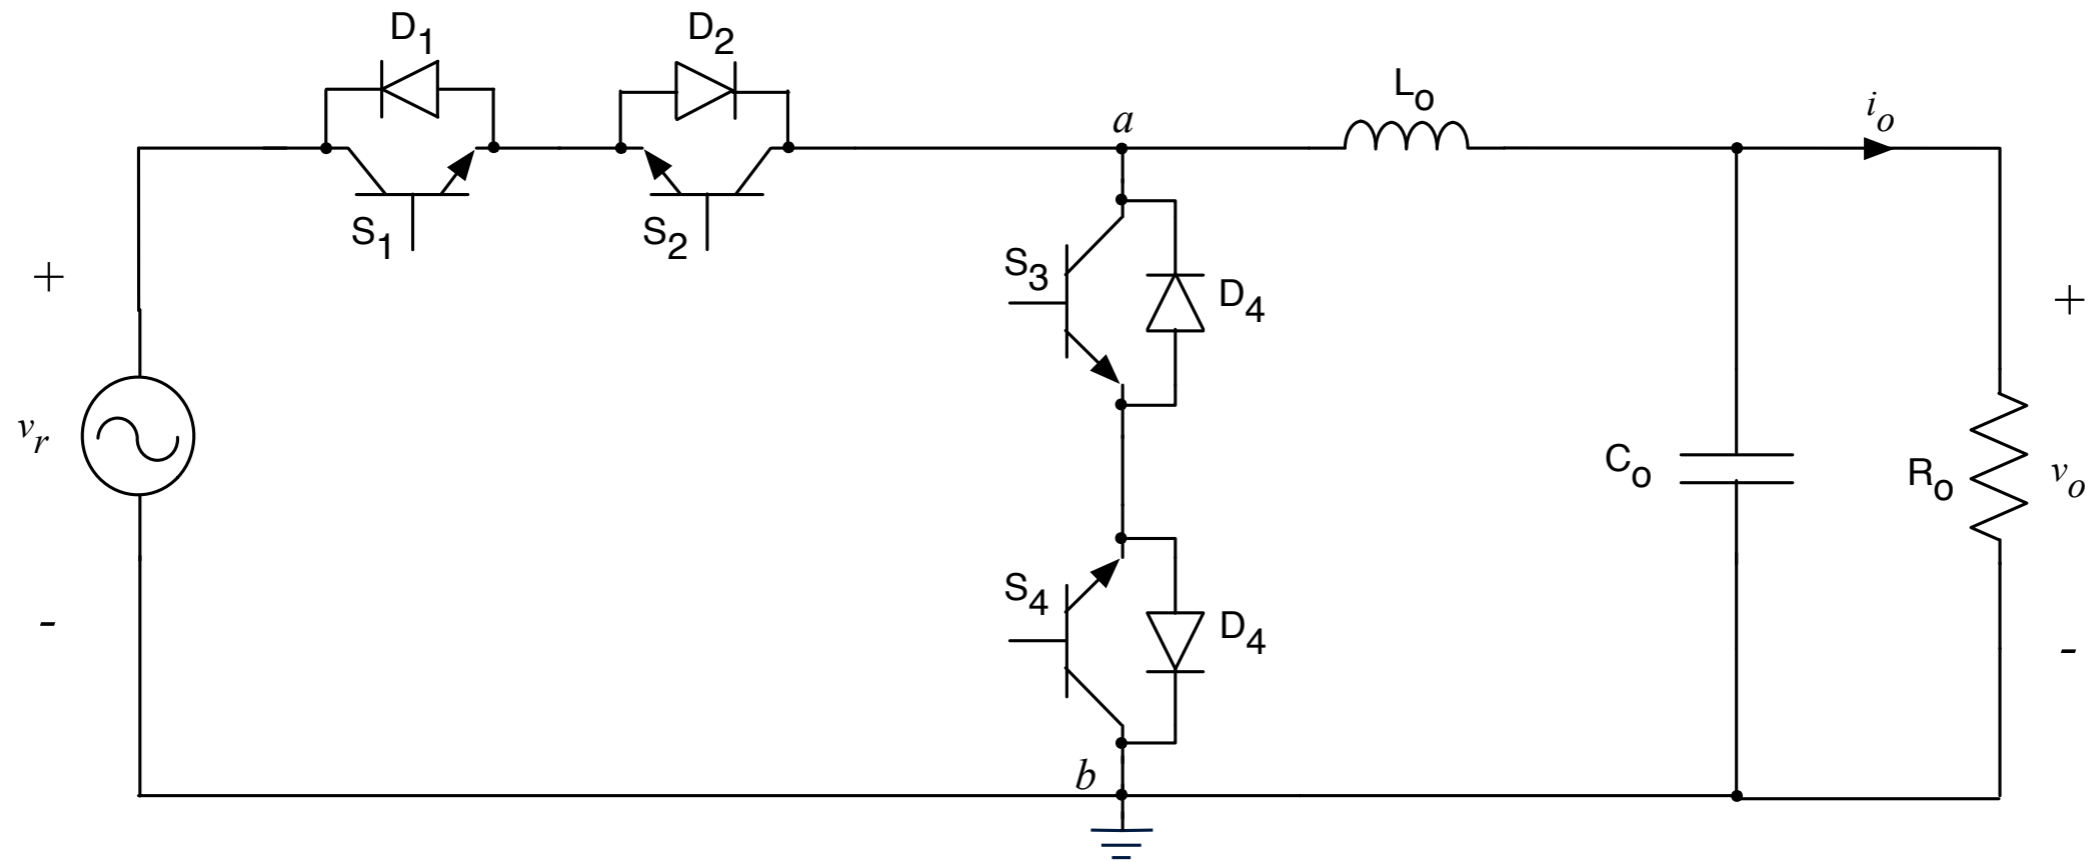 D1
D2
S1
S2
a
Lo
io
+
vr
-
S3
D4
S4
D4
b
Co
Ro
+
vo
-